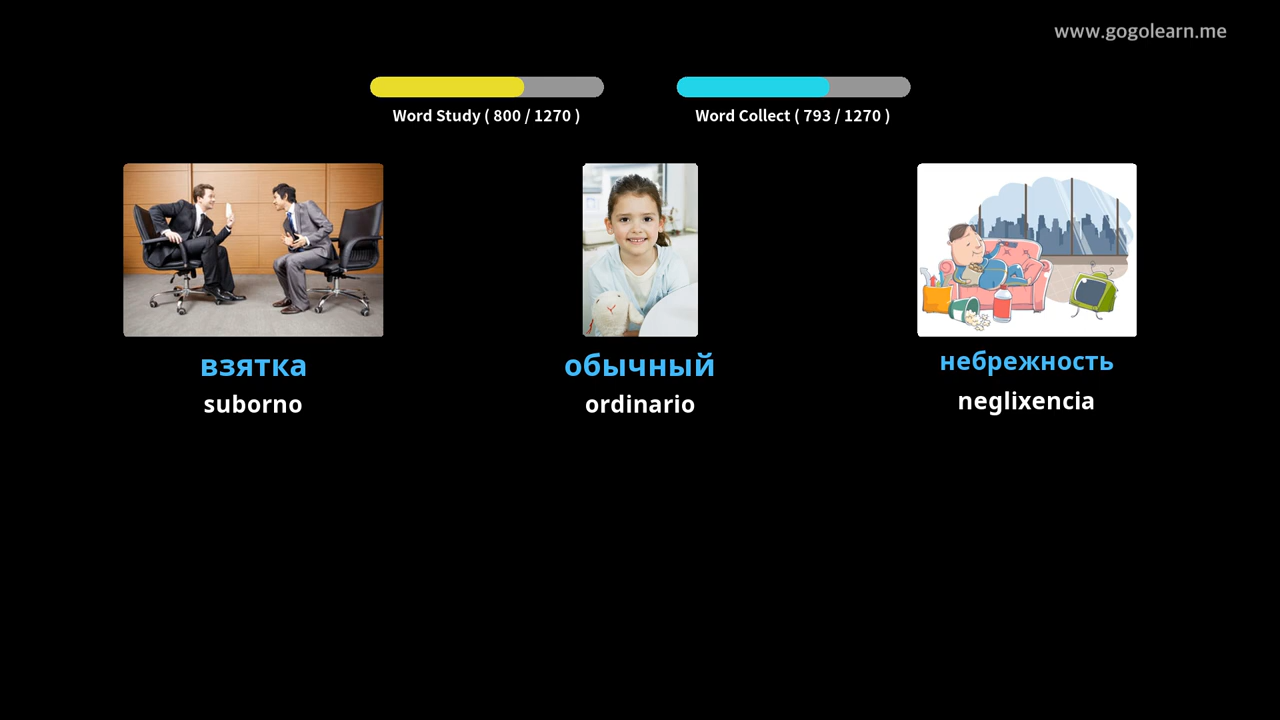 www.gogolearn.me
Word Study ( 800 / 1270 )
Word Collect ( 793 / 1270 )
взятка
suborno
обычный
ordinario
небрежность
neglixencia